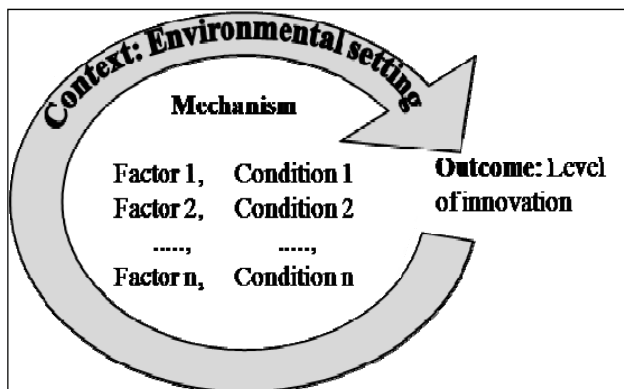 Context: Environmental setting
Mechanism
Factor 1, Condition 1
Factor 2, Condition 2
....., .....,
Factor n, Condition n
Outcome: Level
of innovation